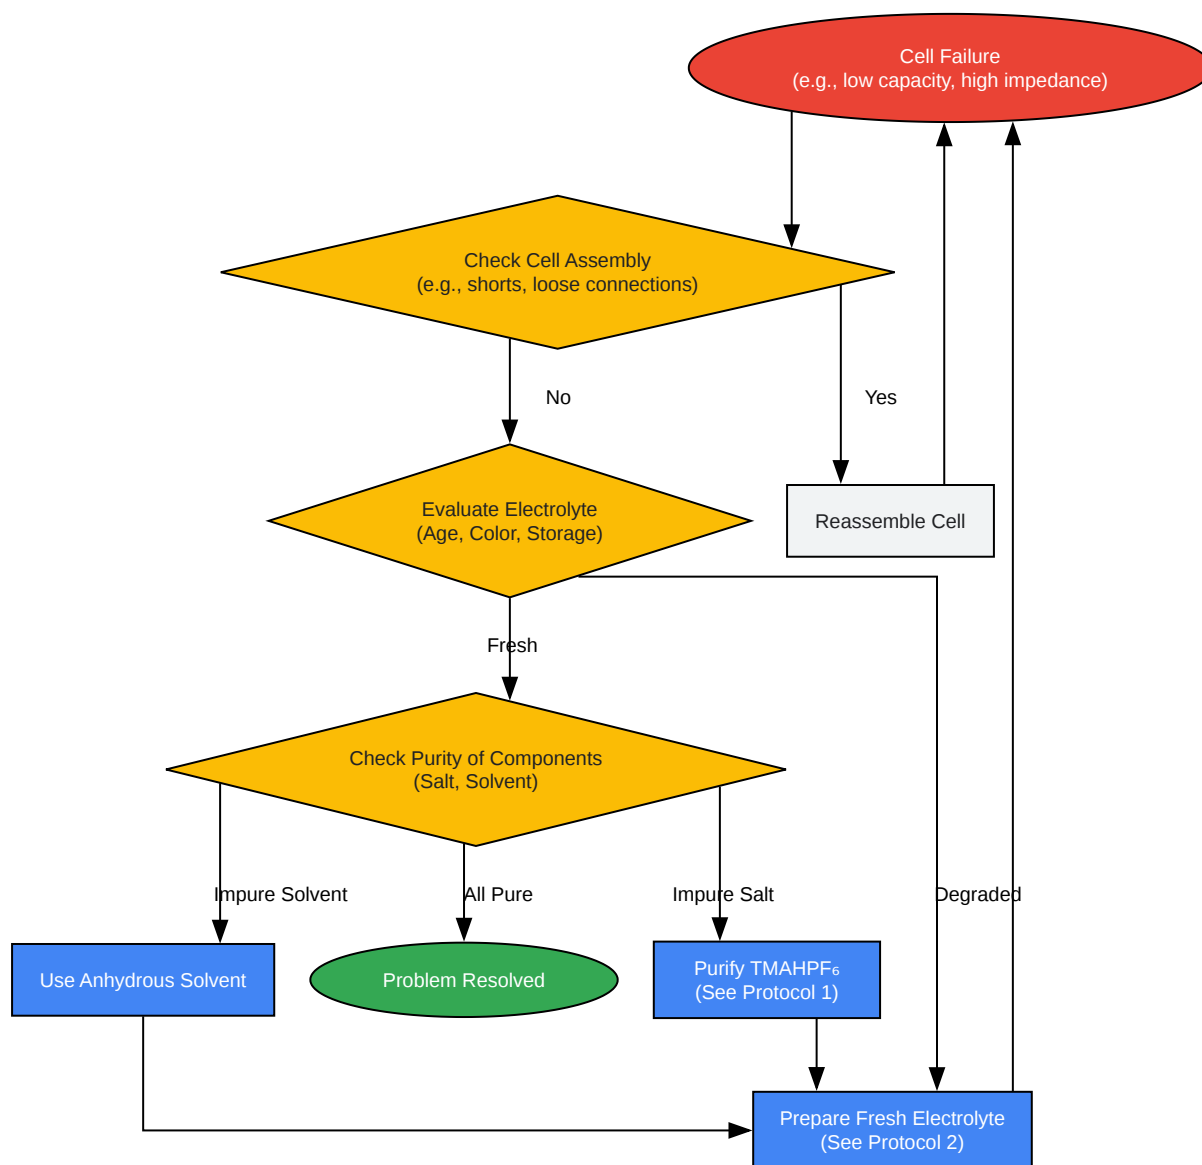 Cell Failure
(e.g., low capacity, high impedance)
Check Cell Assembly
(e.g., shorts, loose connections)
No
Yes
Evaluate Electrolyte
(Age, Color, Storage)
Reassemble Cell
Fresh
Check Purity of Components
(Salt, Solvent)
Impure Solvent
All Pure
Impure Salt
Degraded
Use Anhydrous Solvent
Problem Resolved
Purify TMAHPF₆
(See Protocol 1)
Prepare Fresh Electrolyte
(See Protocol 2)